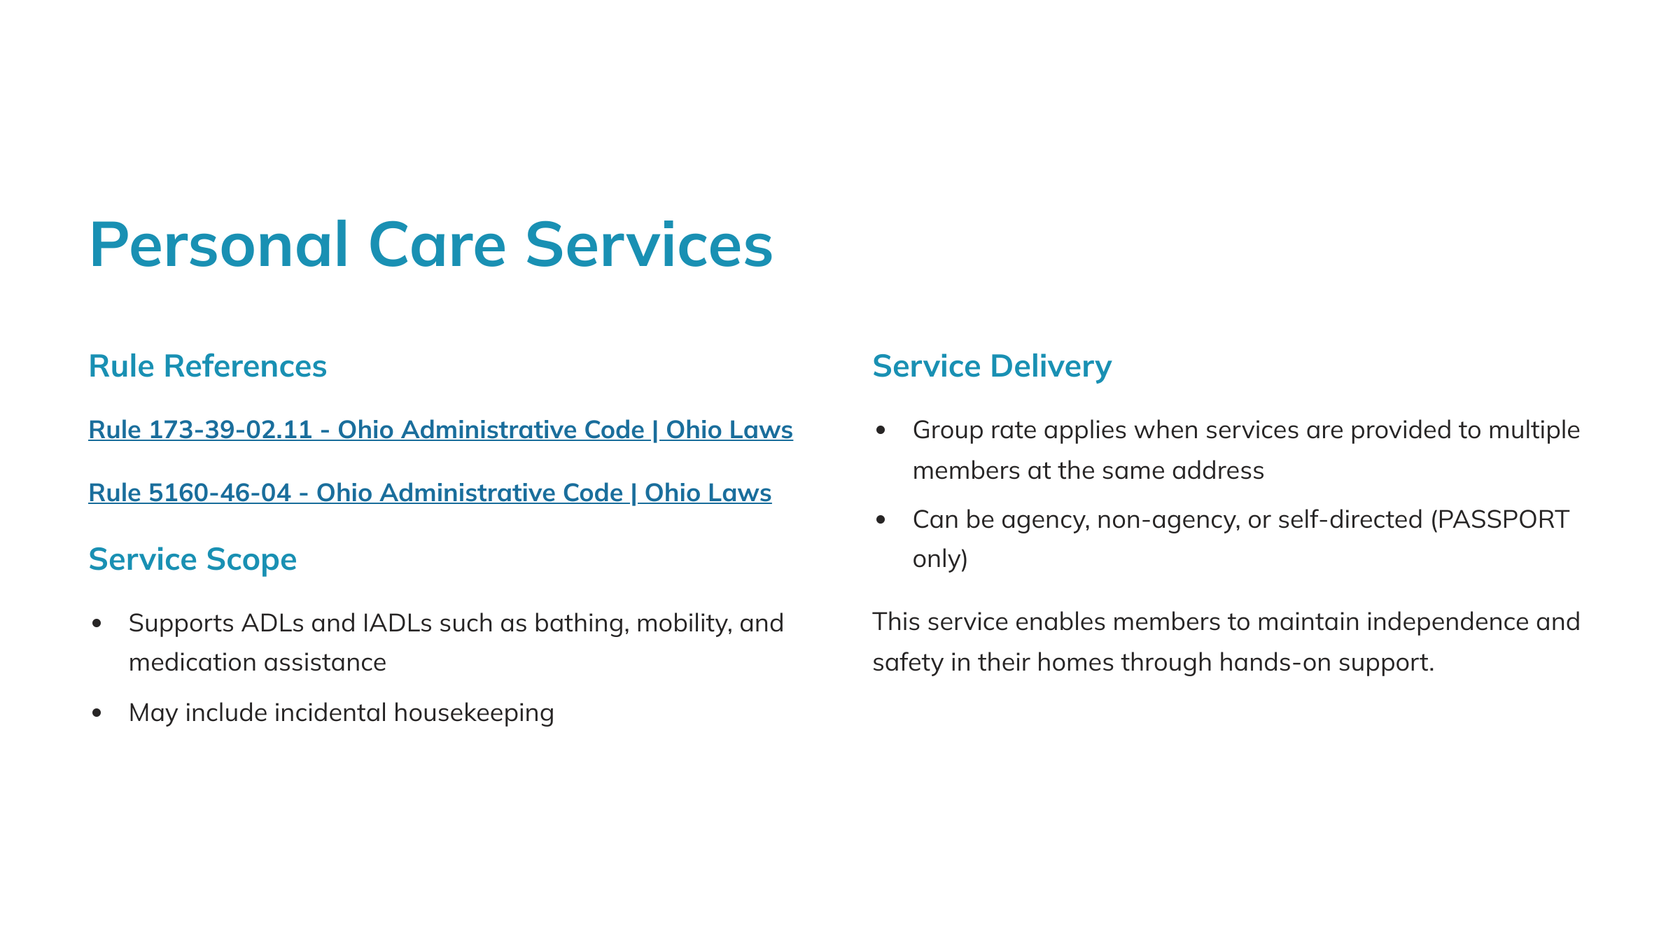 Personal Care Services
Rule References
Rule 173-39-02.11 - Ohio Administrative Code | Ohio Laws
Rule 5160-46-04 - Ohio Administrative Code | Ohio Laws
Service Scope
• Supports ADLs and IADLs such as bathing, mobility, and
medication assistance
• May include incidental housekeeping
Service Delivery
• Group rate applies when services are provided to multiple
members at the same address
• Can be agency, non-agency, or self-directed (PASSPORT
only)
This service enables members to maintain independence and
safety in their homes through hands-on support.